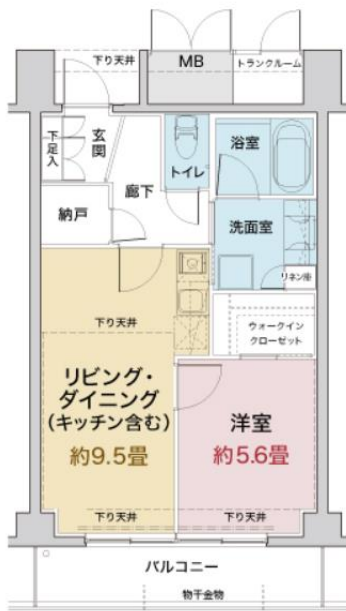 下り天井
MB
トランクルーム
下足入
玄関
トイレ
浴室
廊下
納戸
洗面室
リネン庫
下り天井
ウォークイン
クローゼット
リビング・
ダイニング
（キッチン含む）
約9.5畳
洋室
約5.6畳
下り天井
下り天井
バルコニー
物干金物